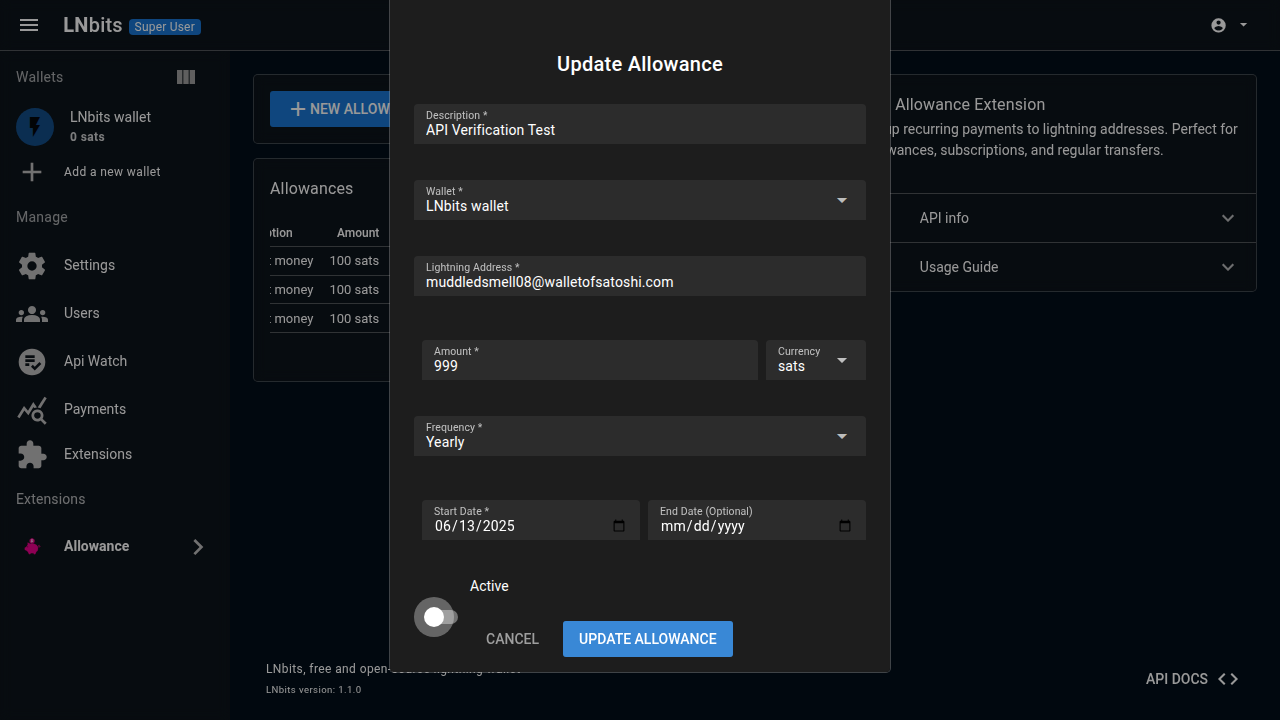 LNbits Super User
Wallets
LNbits wallet
0 sats
Add a new wallet
Manage
Settings
Users
Api Watch
Payments
Extensions
Extensions
Allowance
NEW ALLOW
Allowances
Amount
money 100 sats
money 100 sats
money 100 sats
Update Allowance
Description *
API Verification Test
Wallet *
LNbits wallet
Lightning Address *
muddledsmell08@walletofsatoshi.com
Amount *
999
Currency
sats
Frequency *
Yearly
Start Date *
06/13/2025
End Date (Optional)
mm/dd/yyyy
Active
CANCEL
UPDATE ALLOWANCE
Allowance Extension
up recurring payments to lightning addresses. Perfect for
wances, subscriptions, and regular transfers.
API info
Usage Guide
LNbits, free and open-source lightning wallet
LNbits version: 1.1.0
API DOCS